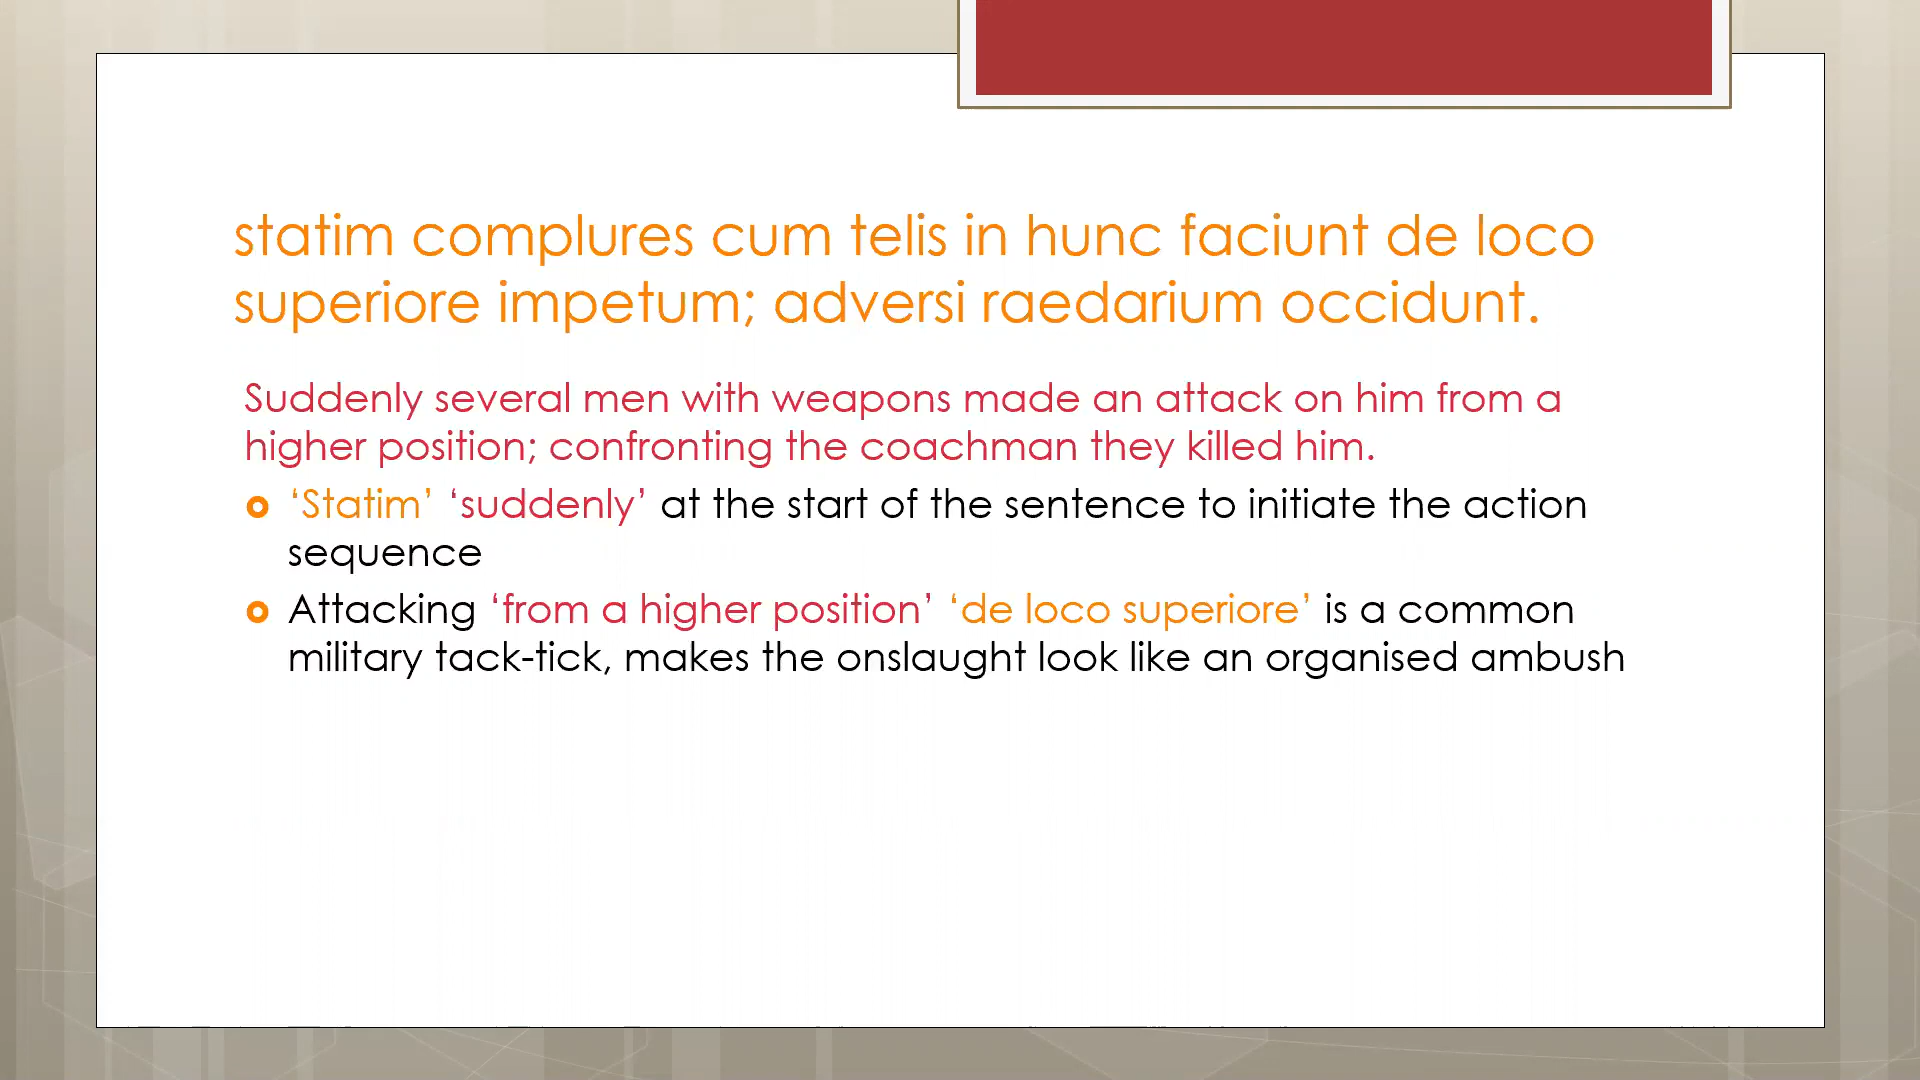 statim complures cum telis in hunc faciunt de loco
superiore impetum; adversi raedarium occidunt.
Suddenly several men with weapons made an attack on him from a
higher position; confronting the coachman they killed him.
‘Statim’ ‘suddenly’ at the start of the sentence to initiate the action
sequence
Attacking ‘from a higher position’ ‘de loco superiore’ is a common
military tack-tick, makes the onslaught look like an organised ambush